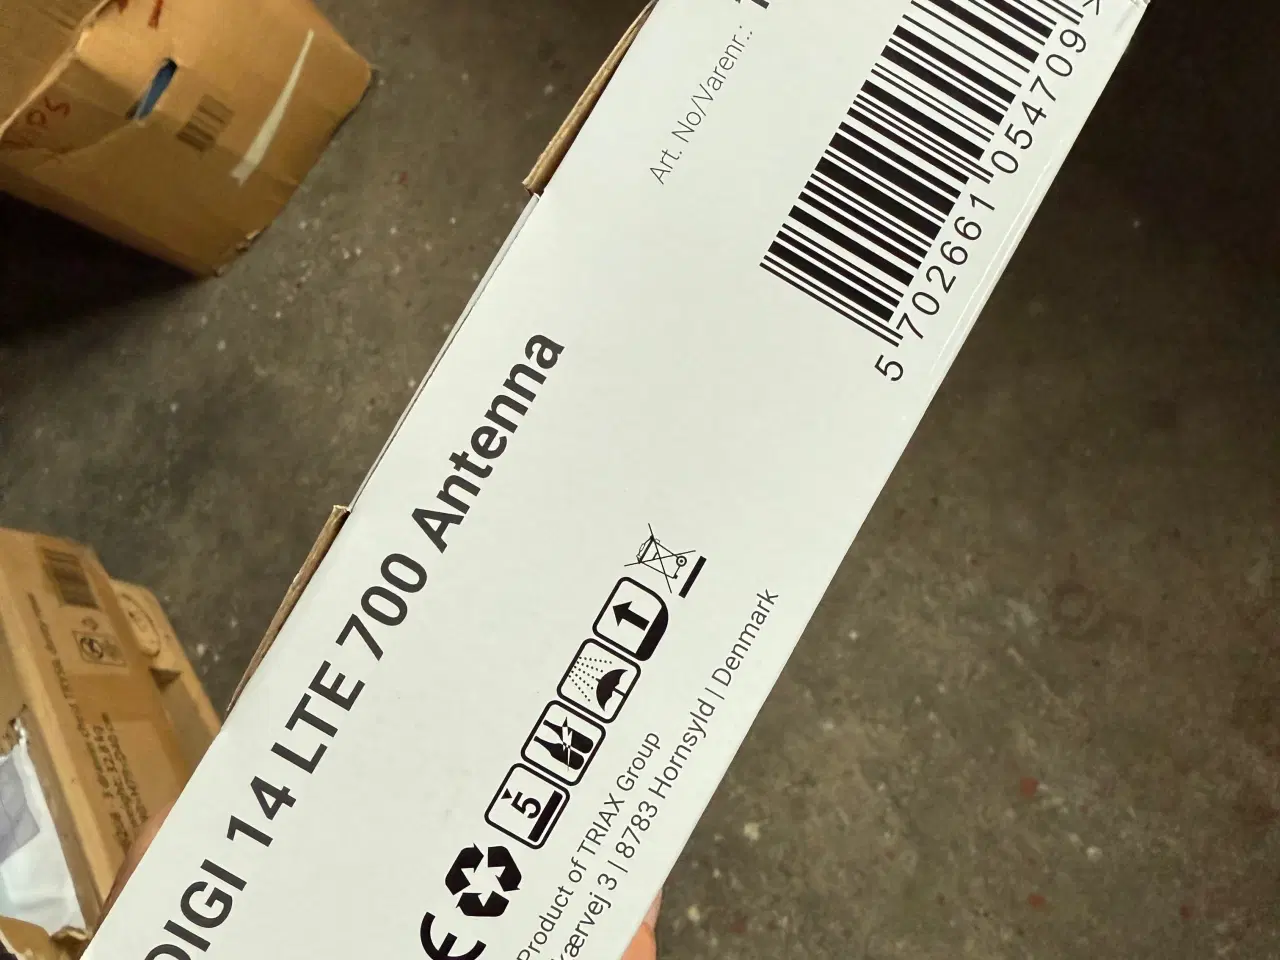 Art. No/Varenr.:
5 702661 054709 >
DIGI 14 LTE 700 Antenna
5
CE
Product of TRIAX Group
kærvej 3 | 8783 Hornsyld | Denmark